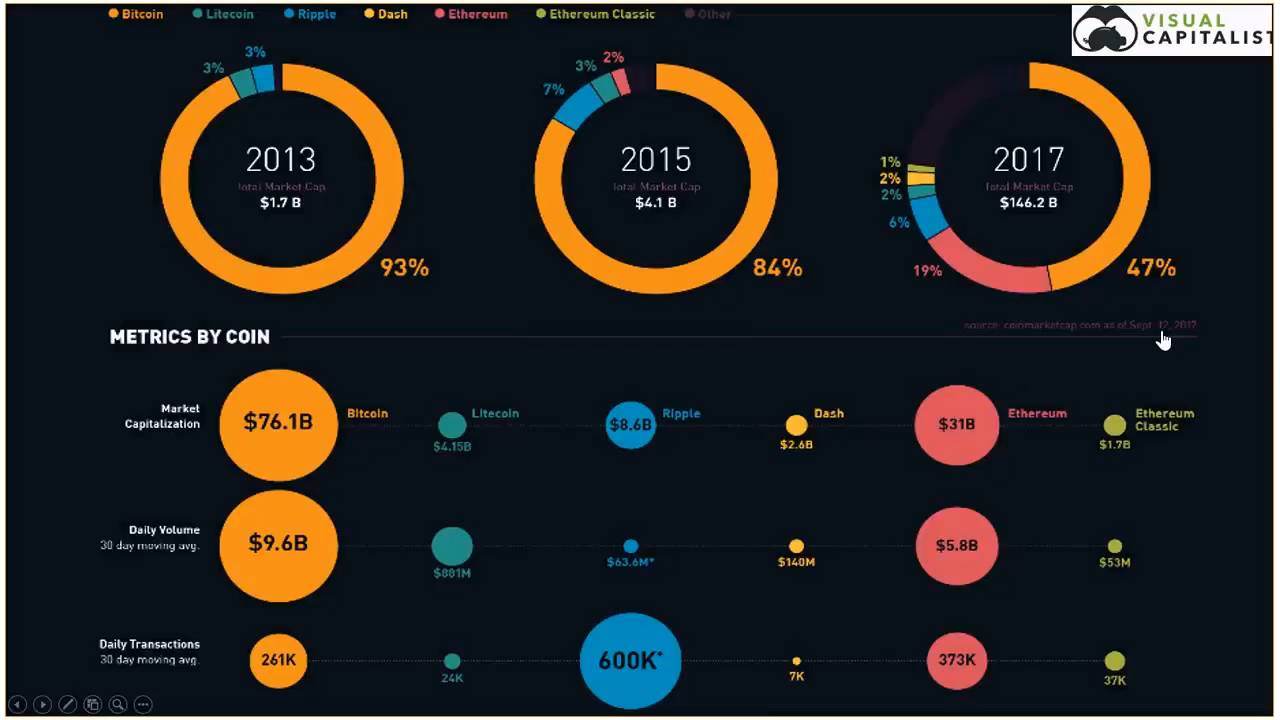 Bitcoin Litecoin Ripple Dash Ethereum Ethereum Classic Other
VISUAL
CAPITALIST
3% 3%
2013
Total Market Cap
$1.7 B
93%
7% 3% 2%
2015
Total Market Cap
$4.1 B
84%
1%
2%
2%
6%
19%
2017
Total Market Cap
$146.2 B
47%
source: coinmarketcap.com as of Sept. 12, 2017
METRICS BY COIN
Market
Capitalization
$76.1B Bitcoin
Litecoin
$4.15B
$8.6B Ripple
Dash
$2.6B
$31B Ethereum
Ethereum
Classic
$1.7B
Daily Volume
30 day moving avg.
$9.6B
$881M
$63.6M*
$140M
$5.8B
$53M
Daily Transactions
30 day moving avg.
261K
24K
600K*
7K
373K
37K